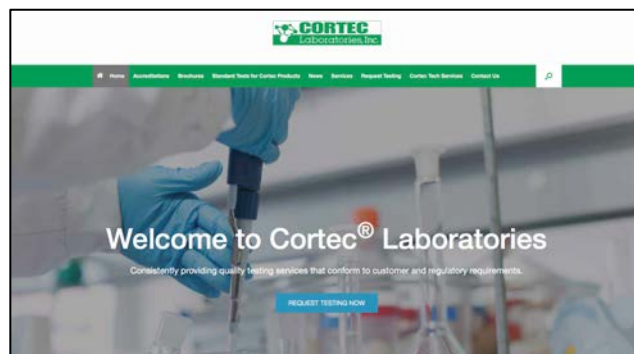 CORTEC
Laboratories, Inc.
Home Accreditations Brochures Standard Tests for Cortec Products News Services Request Testing Cortec Tech Services Contact Us
Welcome to Cortec® Laboratories
Consistently providing quality testing services that conform to customer and regulatory requirements.
REQUEST TESTING NOW